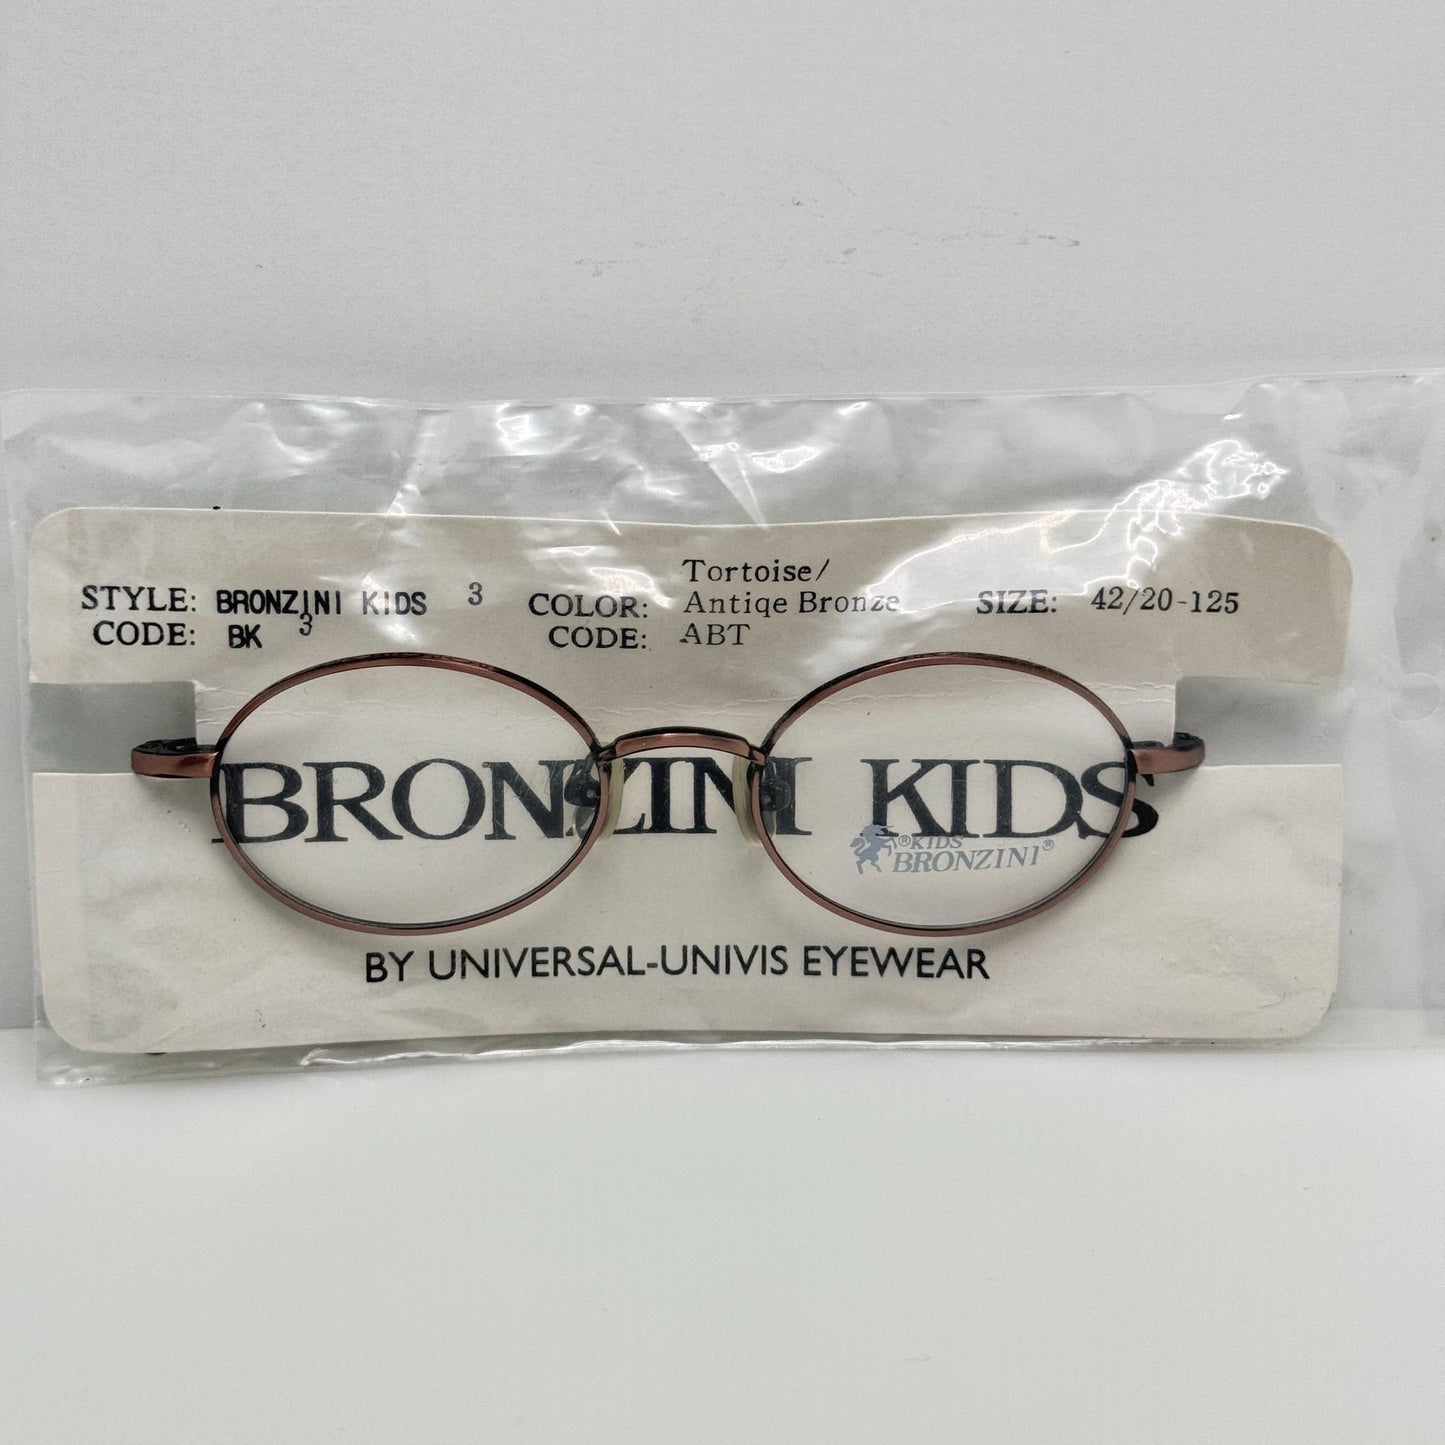 Tortoise/
STYLE: BRONZINI KIDS 3 COLOR: Antiqe Bronze SIZE: 42/20-125
CODE: BK 3 CODE: ABT
BRONZINI KIDS
®KIDS
BRONZINI®
BY UNIVERSAL-UNIVIS EYEWEAR